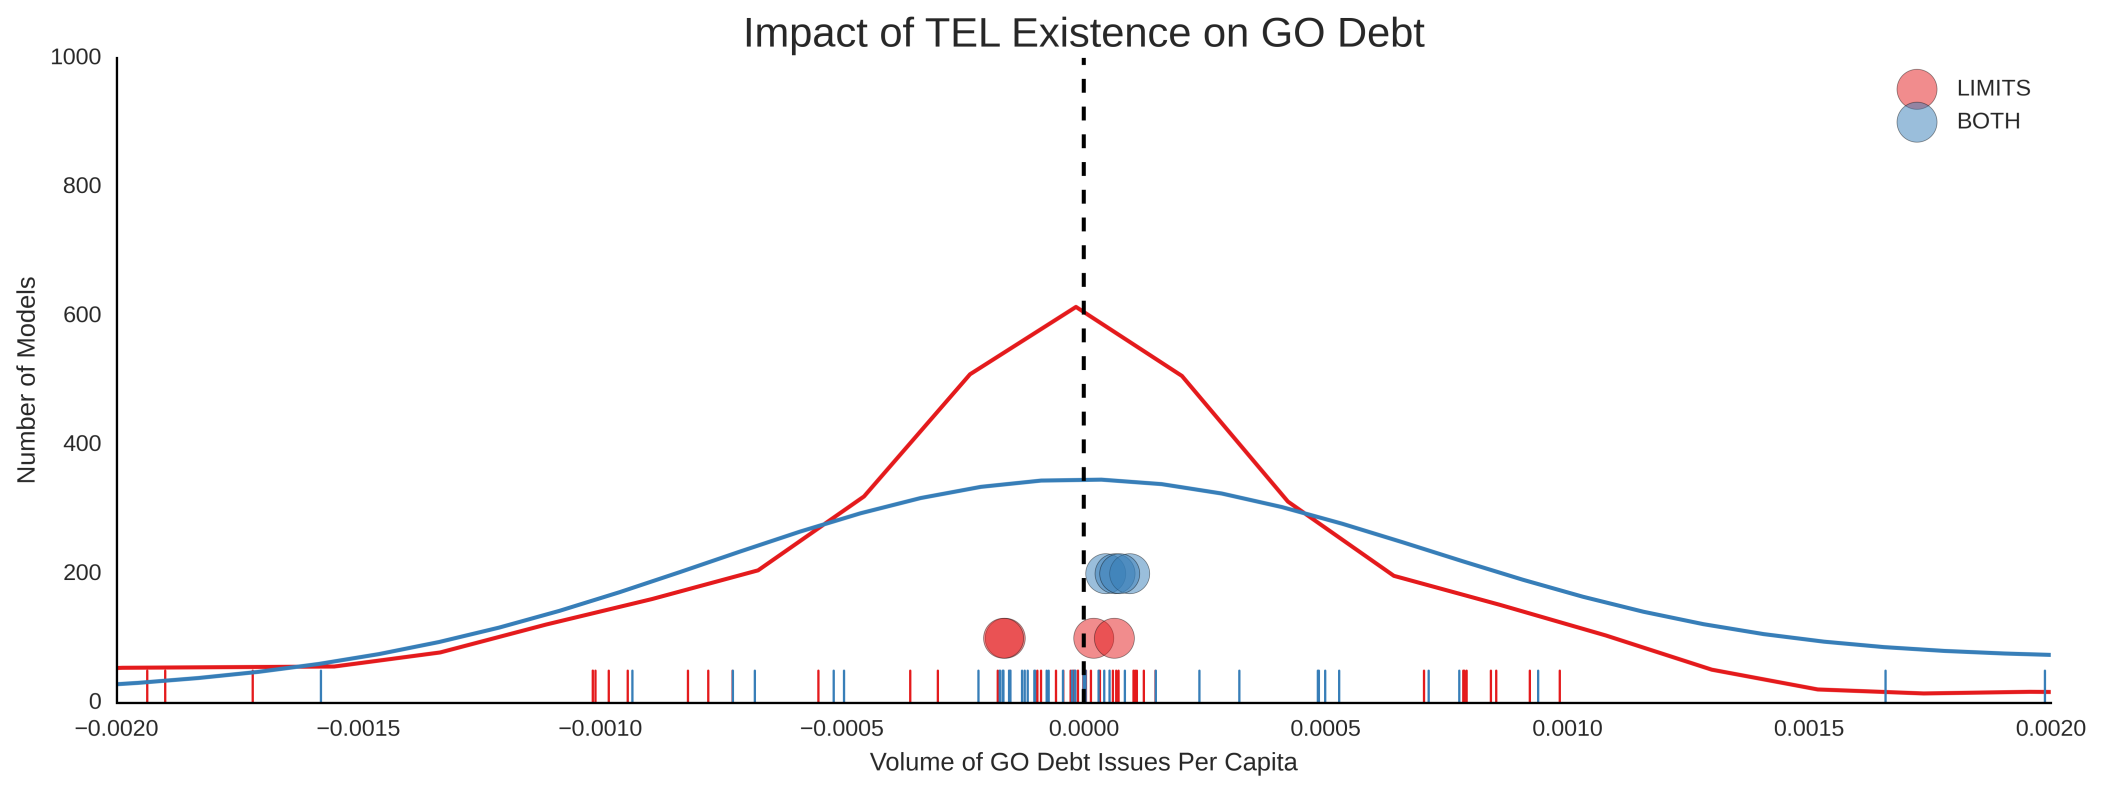 Impact of TEL Existence on GO Debt
1000
800
600
400
200
0
Number of Models
LIMITS
BOTH
−0.0020 −0.0015 −0.0010 −0.0005 0.0000 0.0005 0.0010 0.0015 0.0020
Volume of GO Debt Issues Per Capita